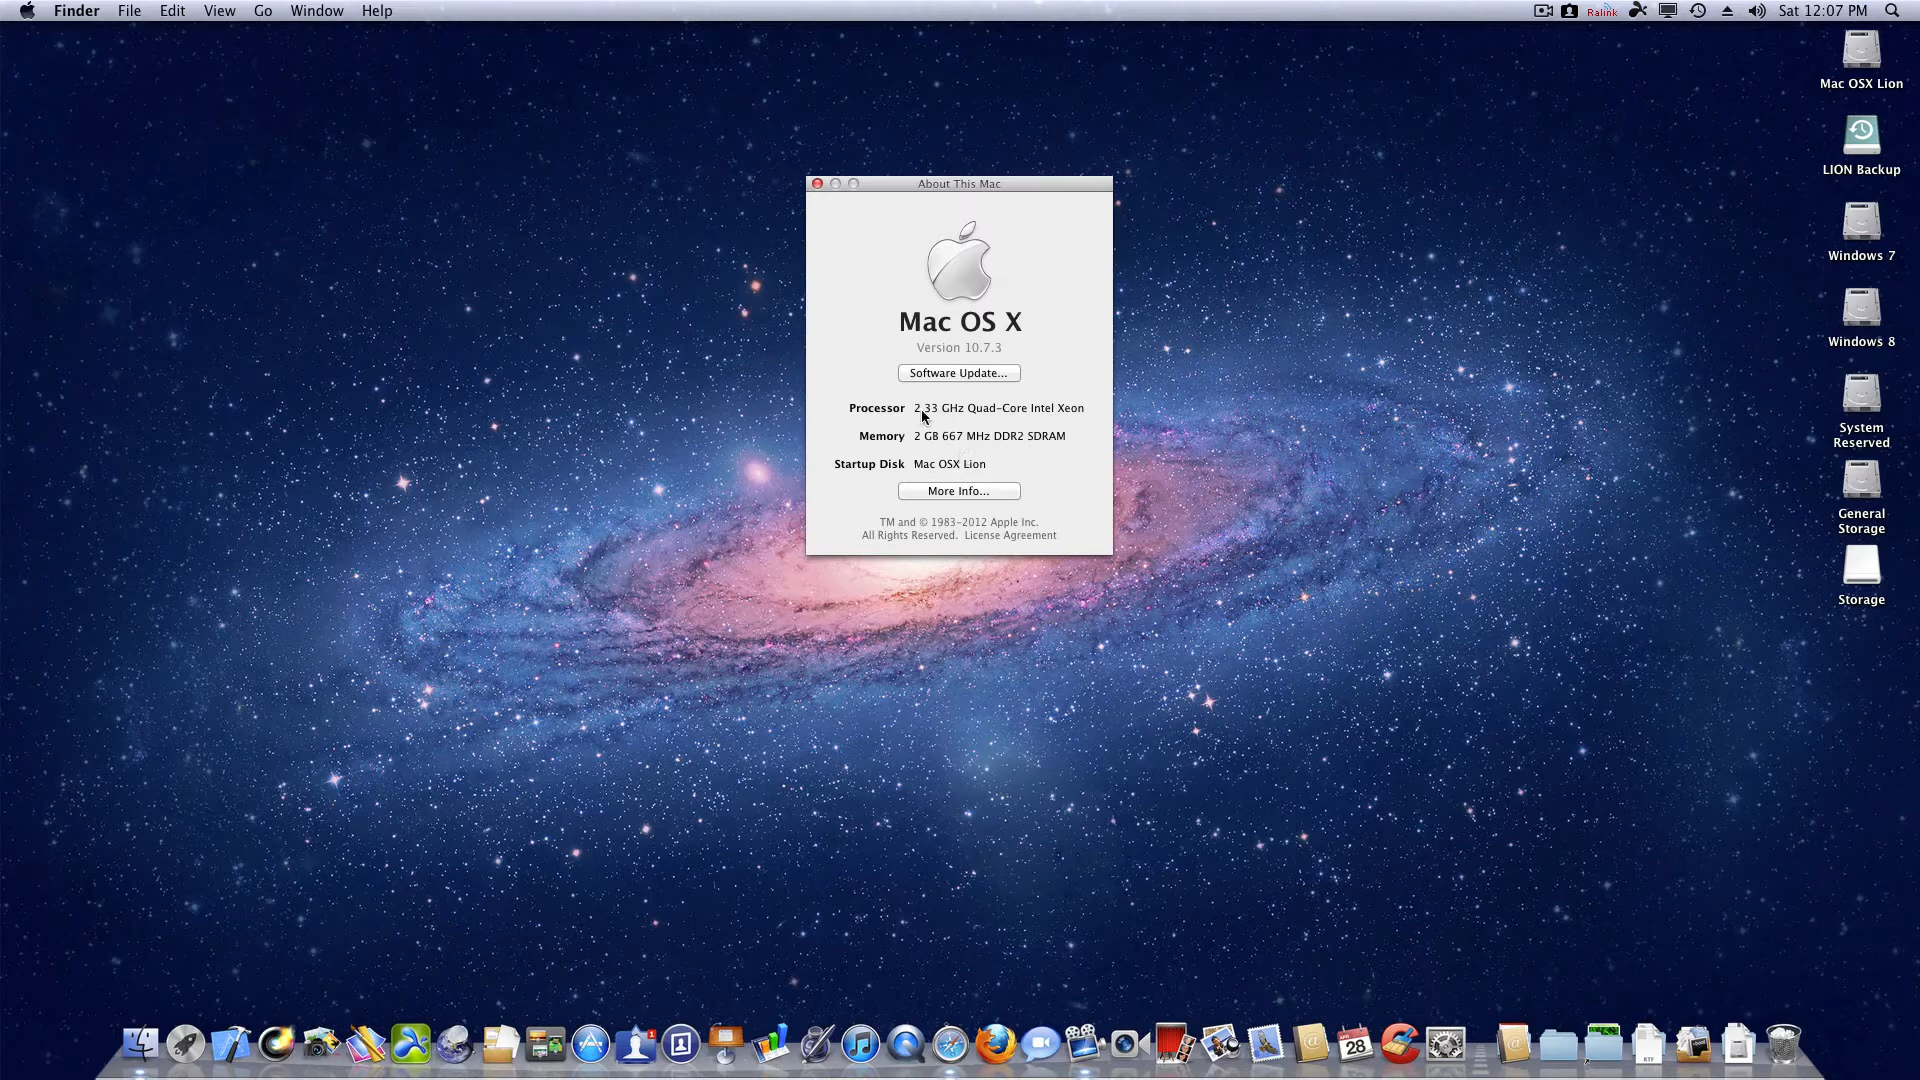 Finder File Edit View Go Window Help
Ralink Sat 12:07 PM
Mac OSX Lion
LION Backup
Windows 7
Windows 8
System
Reserved
General
Storage
Storage
About This Mac
Mac OS X
Version 10.7.3
Software Update...
Processor 2.33 GHz Quad-Core Intel Xeon
Memory 2 GB 667 MHz DDR2 SDRAM
Startup Disk Mac OSX Lion
More Info...
TM and © 1983-2012 Apple Inc.
All Rights Reserved. License Agreement
1
28
RTF